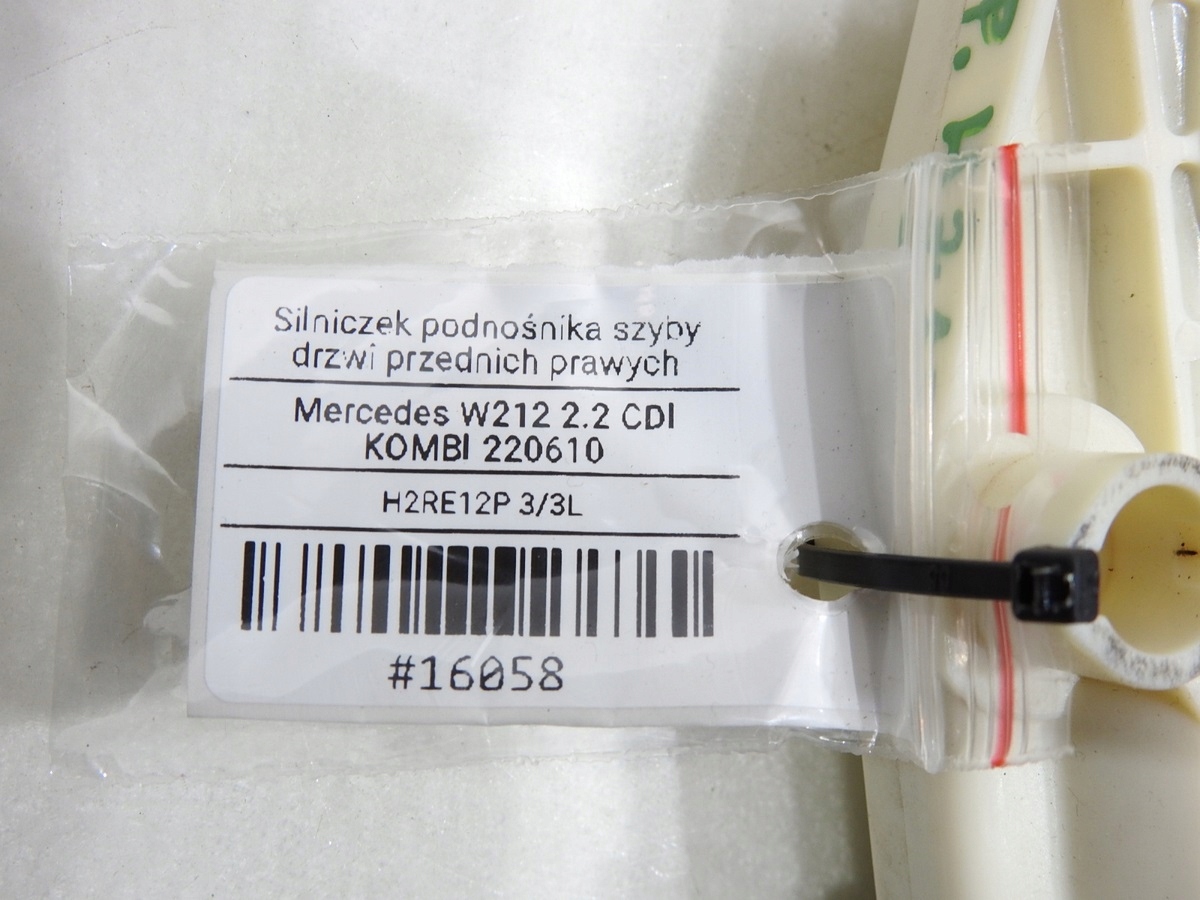 Silniczek podnośnika szyby
drzwi przednich prawych
Mercedes W212 2.2 CDI
KOMBI 220610
H2RE12P 3/3L
#16058